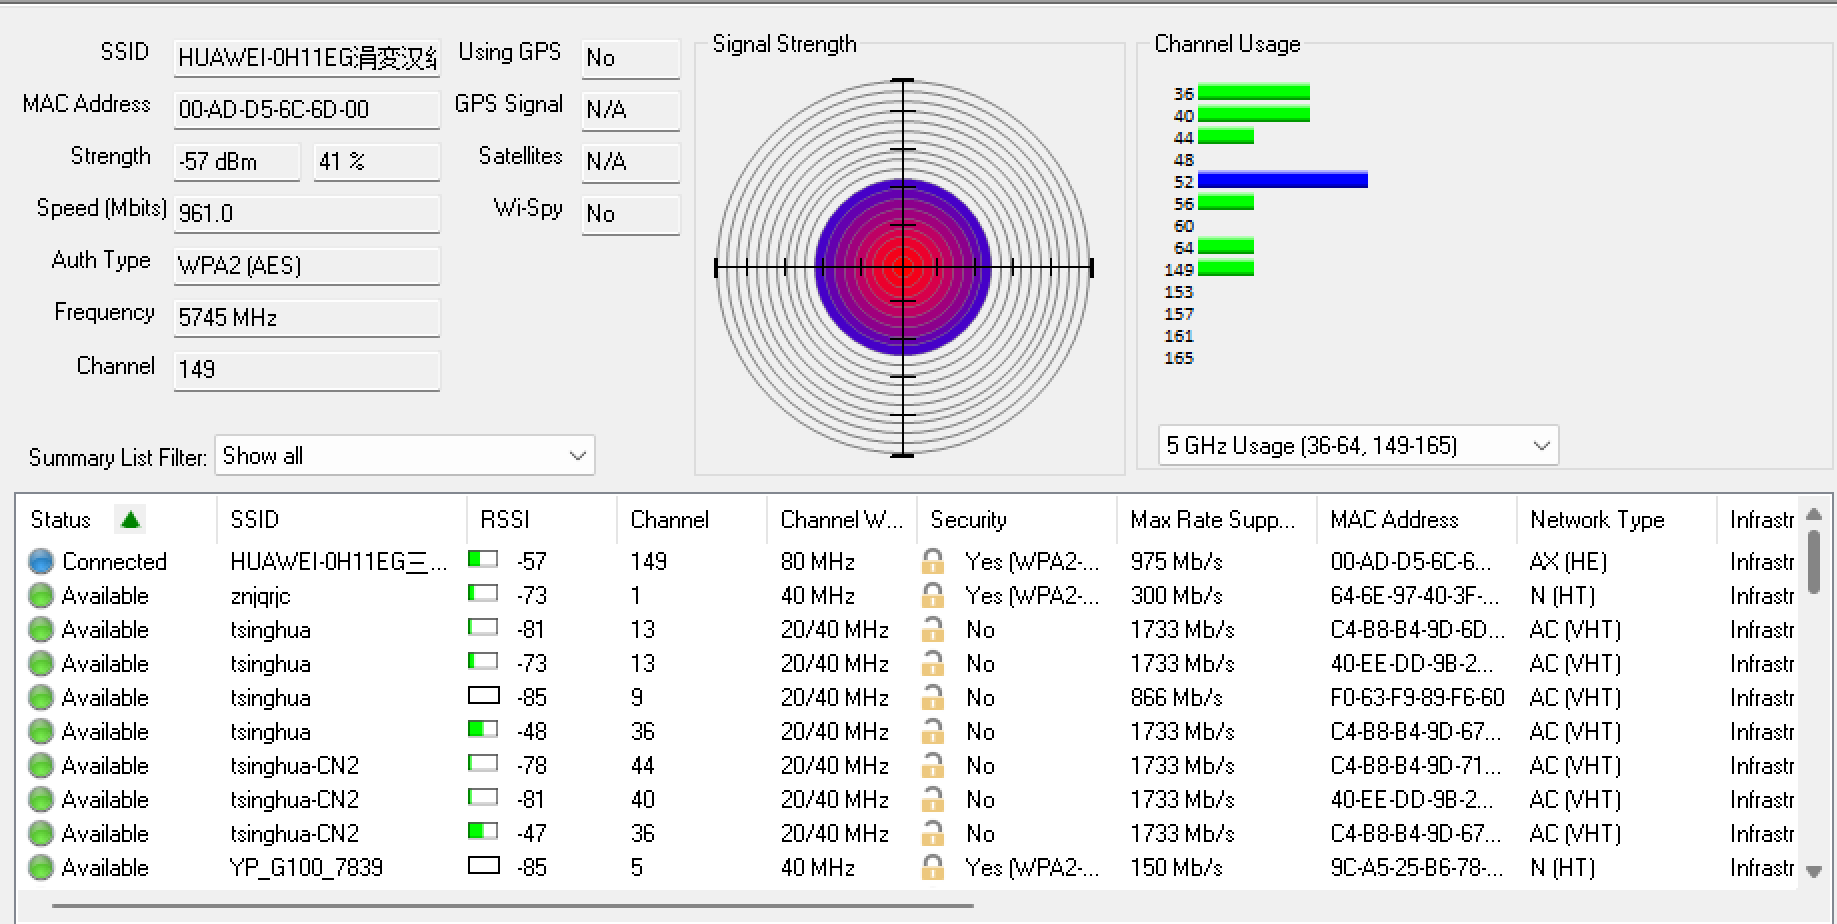 SSID HUAWEI-0H11EG涓変汉 Using GPS No
MAC Address 00-AD-D5-6C-6D-00 GPS Signal N/A
Strength -57 dBm 41 % Satellites N/A
Speed (Mbits) 961.0 Wi-Spy No
Auth Type WPA2 (AES)
Frequency 5745 MHz
Channel 149
Summary List Filter: Show all
Signal Strength
Channel Usage
36
40
44
48
52
56
60
64
149
153
157
161
165
5 GHz Usage (36-64, 149-165)
Status SSID RSSI Channel Channel W... Security Max Rate Supp... MAC Address Network Type Infrastr
Connected HUAWEI-0H11EG三... -57 149 80 MHz Yes (WPA2-... 975 Mb/s 00-AD-D5-6C-6... AX (HE) Infrastr
Available znjqrjc -73 1 40 MHz Yes (WPA2-... 300 Mb/s 64-6E-97-40-3F-... N (HT) Infrastr
Available tsinghua -81 13 20/40 MHz No 1733 Mb/s C4-B8-B4-9D-6D... AC (VHT) Infrastr
Available tsinghua -73 13 20/40 MHz No 1733 Mb/s 40-EE-DD-9B-2... AC (VHT) Infrastr
Available tsinghua -85 9 20/40 MHz No 866 Mb/s F0-63-F9-89-F6-60 AC (VHT) Infrastr
Available tsinghua -48 36 20/40 MHz No 1733 Mb/s C4-B8-B4-9D-67... AC (VHT) Infrastr
Available tsinghua-CN2 -78 44 20/40 MHz No 1733 Mb/s C4-B8-B4-9D-71... AC (VHT) Infrastr
Available tsinghua-CN2 -81 40 20/40 MHz No 1733 Mb/s 40-EE-DD-9B-2... AC (VHT) Infrastr
Available tsinghua-CN2 -47 36 20/40 MHz No 1733 Mb/s C4-B8-B4-9D-67... AC (VHT) Infrastr
Available YP_G100_7839 -85 5 40 MHz Yes (WPA2-... 150 Mb/s 9C-A5-25-B6-78-... N (HT) Infrastr